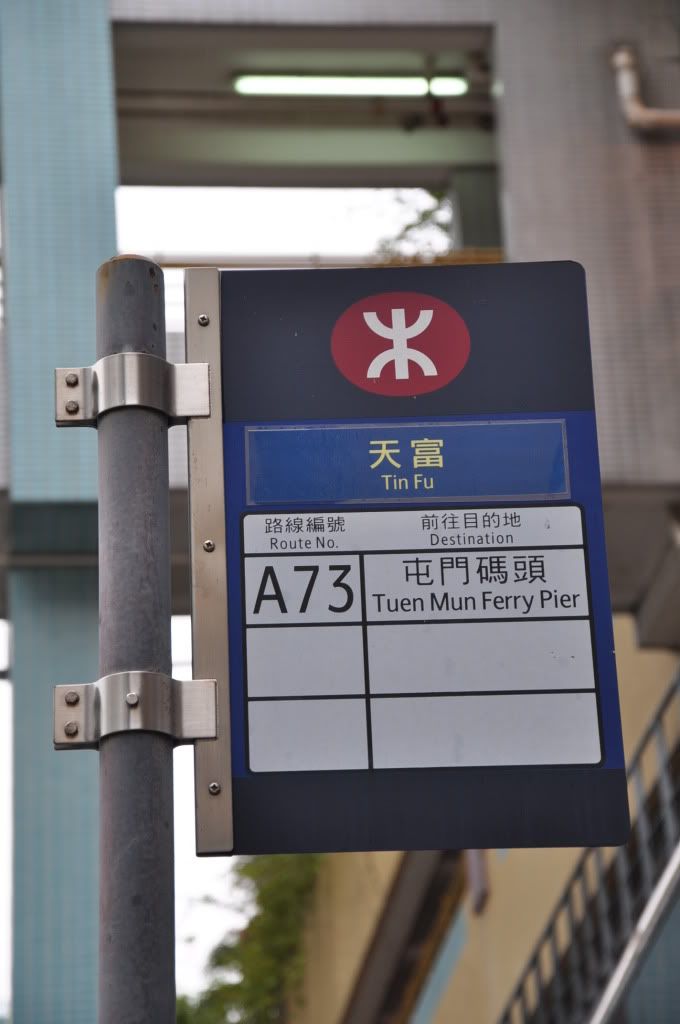 天富
Tin Fu
路線編號 前往目的地
Route No. Destination
A73 屯門碼頭
Tuen Mun Ferry Pier